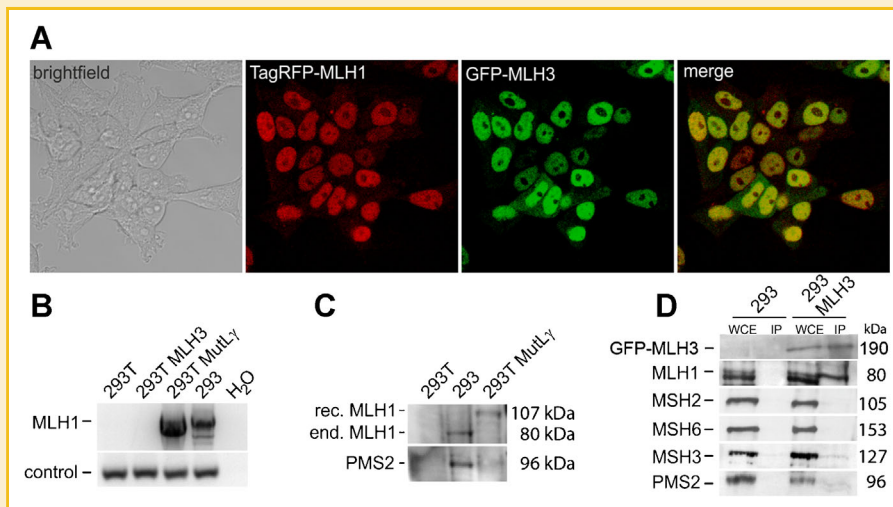 A
brightfield
TagRFP-MLH1
GFP-MLH3
merge
B
293T
293T MLH3
293T MutLγ
293
H₂O
MLH1
control
C
293T
293
293T MutLγ
rec. MLH1
107 kDa
end. MLH1
80 kDa
PMS2
96 kDa
D
293
293 MLH3
WCE IP WCE IP kDa
GFP-MLH3 190
MLH1 80
MSH2 105
MSH6 153
MSH3 127
PMS2 96